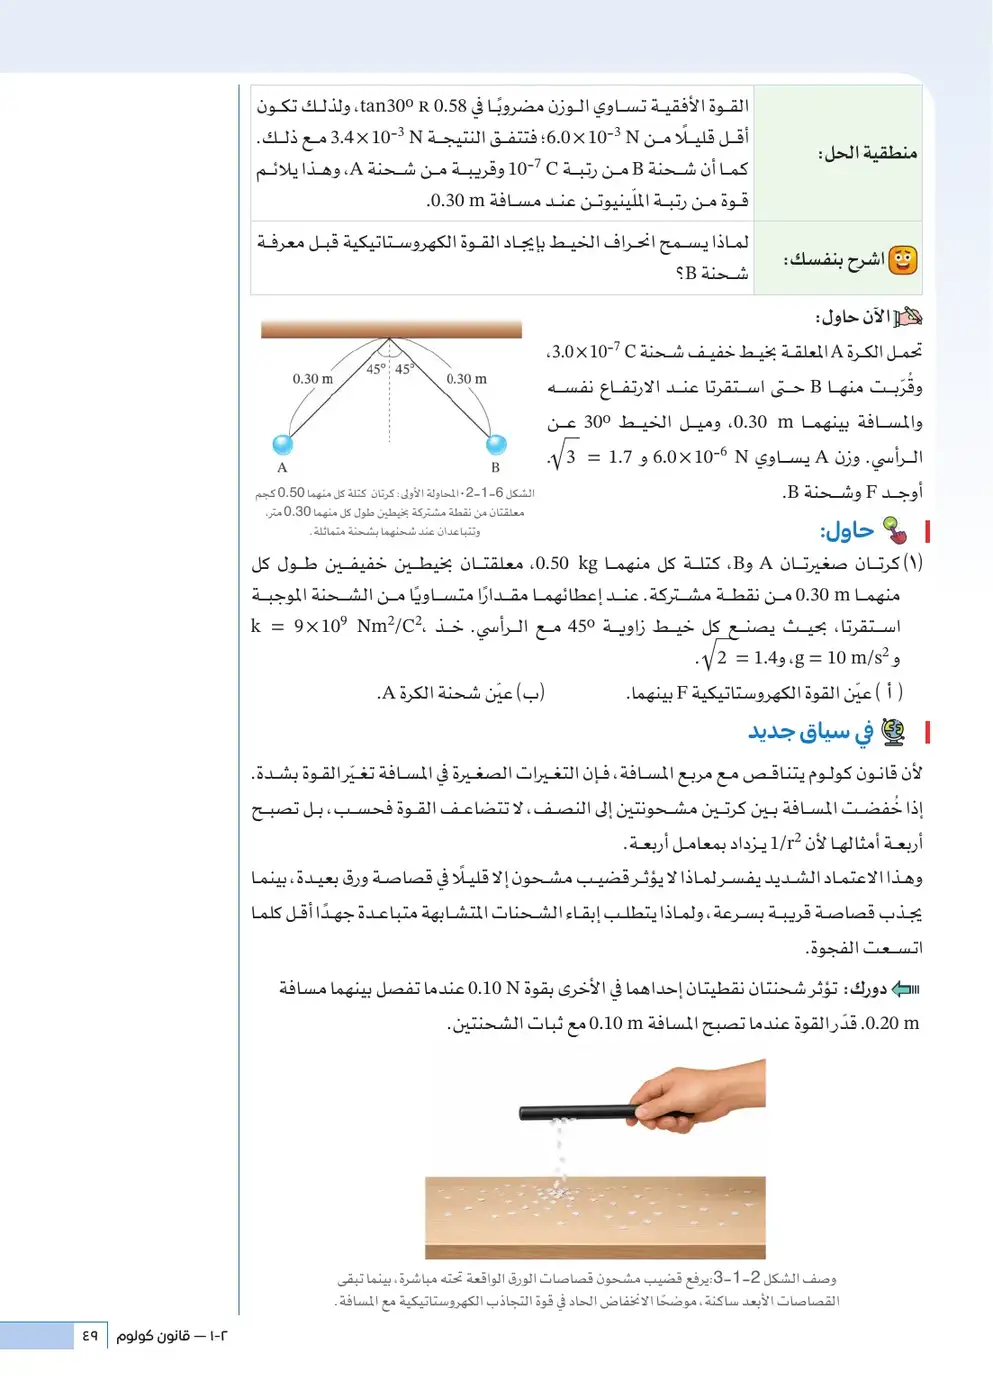 منطقية الحل:
القوة الأفقية تساوي الوزن مضروبًا في tan30º ʀ 0.58، ولذلك تكون
أقل قليلًا من 6.0×10⁻³ N؛ فتتفق النتيجة 3.4×10⁻³ N مع ذلك.
كما أن شحنة B من رتبة 10⁻⁷ C وقريبة من شحنة A، وهذا يلائم
قوة من رتبة الملّينيوتن عند مسافة 0.30 m.
اشرح بنفسك:
لماذا يسمح انحراف الخيط بإيجاد القوة الكهروستاتيكية قبل معرفة
شحنة B؟
الآن حاول:
تحمل الكرة A المعلقة بخيط خفيف شحنة 3.0×10⁻⁷ C،
وقُرّبت منها B حتى استقرتا عند الارتفاع نفسه
والمسافة بينهما 0.30 m، وميل الخيط 30º عن
الرأسي. وزن A يساوي 6.0×10⁻⁶ N و √3 = 1.7.
أوجد F وشحنة B.
0.30 m
45º
45º
0.30 m
A
B
الشكل 6-1-2•المحاولة الأولى: كرتان كتلة كل منهما 0.50 كجم
معلقتان من نقطة مشتركة بخيطين طول كل منهما 0.30 متر،
وتتباعدان عند شحنهما بشحنة متماثلة.
حاول:
(١) كرتان صغيرتان A وB، كتلة كل منهما 0.50 kg، معلقتان بخيطين خفيفين طول كل
منهما 0.30 m من نقطة مشتركة. عند إعطائهما مقدارًا متساويًا من الشحنة الموجبة
استقرتا، بحيث يصنع كل خيط زاوية 45º مع الرأسي. خذ k = 9×10⁹ Nm²/C²،
و g = 10 m/s²، و√2 = 1.4.
( أ ) عيّن القوة الكهروستاتيكية F بينهما.
(ب) عيّن شحنة الكرة A.
في سياق جديد
لأن قانون كولوم يتناقص مع مربع المسافة، فإن التغيرات الصغيرة في المسافة تغيّر القوة بشدة.
إذا خُفضت المسافة بين كرتين مشحونتين إلى النصف، لا تتضاعف القوة فحسب، بل تصبح
أربعة أمثالها لأن 1/r² يزداد بمعامل أربعة.
وهذا الاعتماد الشديد يفسر لماذا لا يؤثر قضيب مشحون إلا قليلًا في قصاصة ورق بعيدة، بينما
يجذب قصاصة قريبة بسرعة، ولماذا يتطلب إبقاء الشحنات المتشابهة متباعدة جهدًا أقل كلما
اتسعت الفجوة.
دورك: تؤثر شحنتان نقطيتان إحداهما في الأخرى بقوة 0.10 N عندما تفصل بينهما مسافة
0.20 m. قدّر القوة عندما تصبح المسافة 0.10 m مع ثبات الشحنتين.
وصف الشكل 2-1-3:يرفع قضيب مشحون قصاصات الورق الواقعة تحته مباشرة، بينما تبقى
القصاصات الأبعد ساكنة، موضحًا الانخفاض الحاد في قوة التجاذب الكهروستاتيكية مع المسافة.
٢-١ — قانون كولوم
٤٩